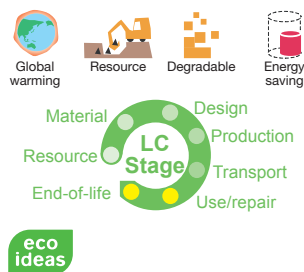 Global
warming
Resource
Degradable
Energy
saving
Material
Design
Production
Resource
LC
Stage
Transport
End-of-life
Use/repair
eco
ideas